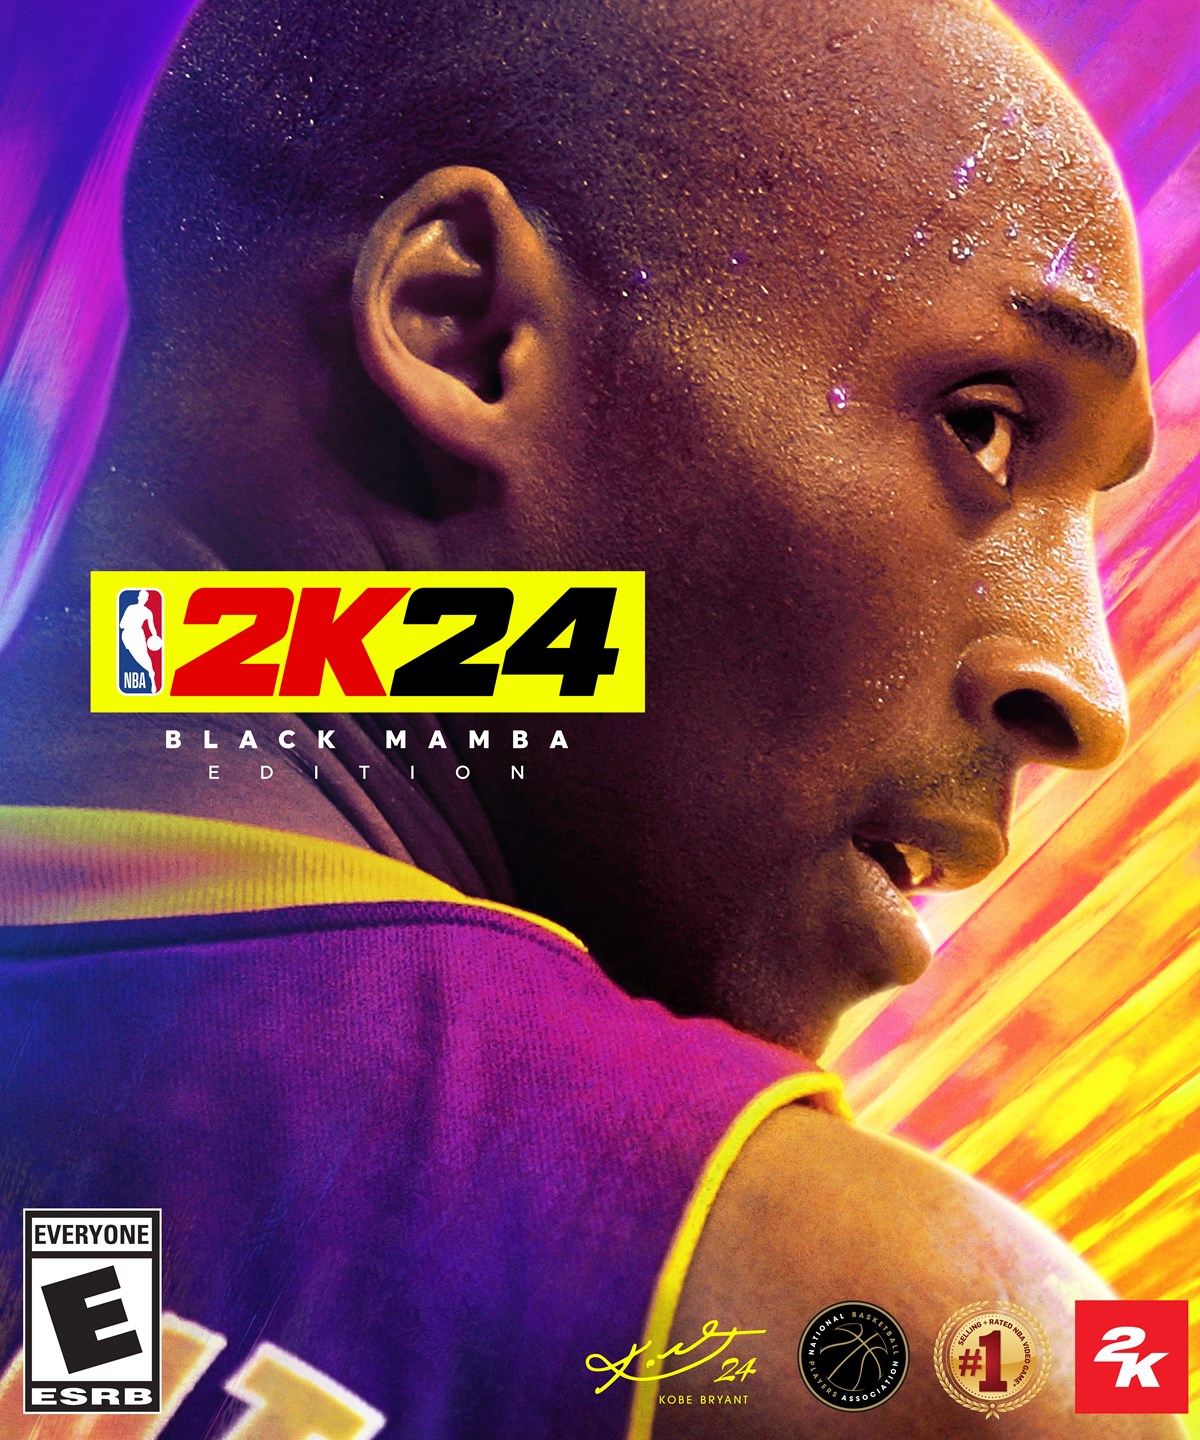 NBA 2K24
BLACK MAMBA
EDITION
EVERYONE
E
ESRB
24
KOBE BRYANT
NATIONAL BASKETBALL
PLAYERS ASSOCIATION
SELLING + RATED NBA VIDEO GAME*
#1
2K